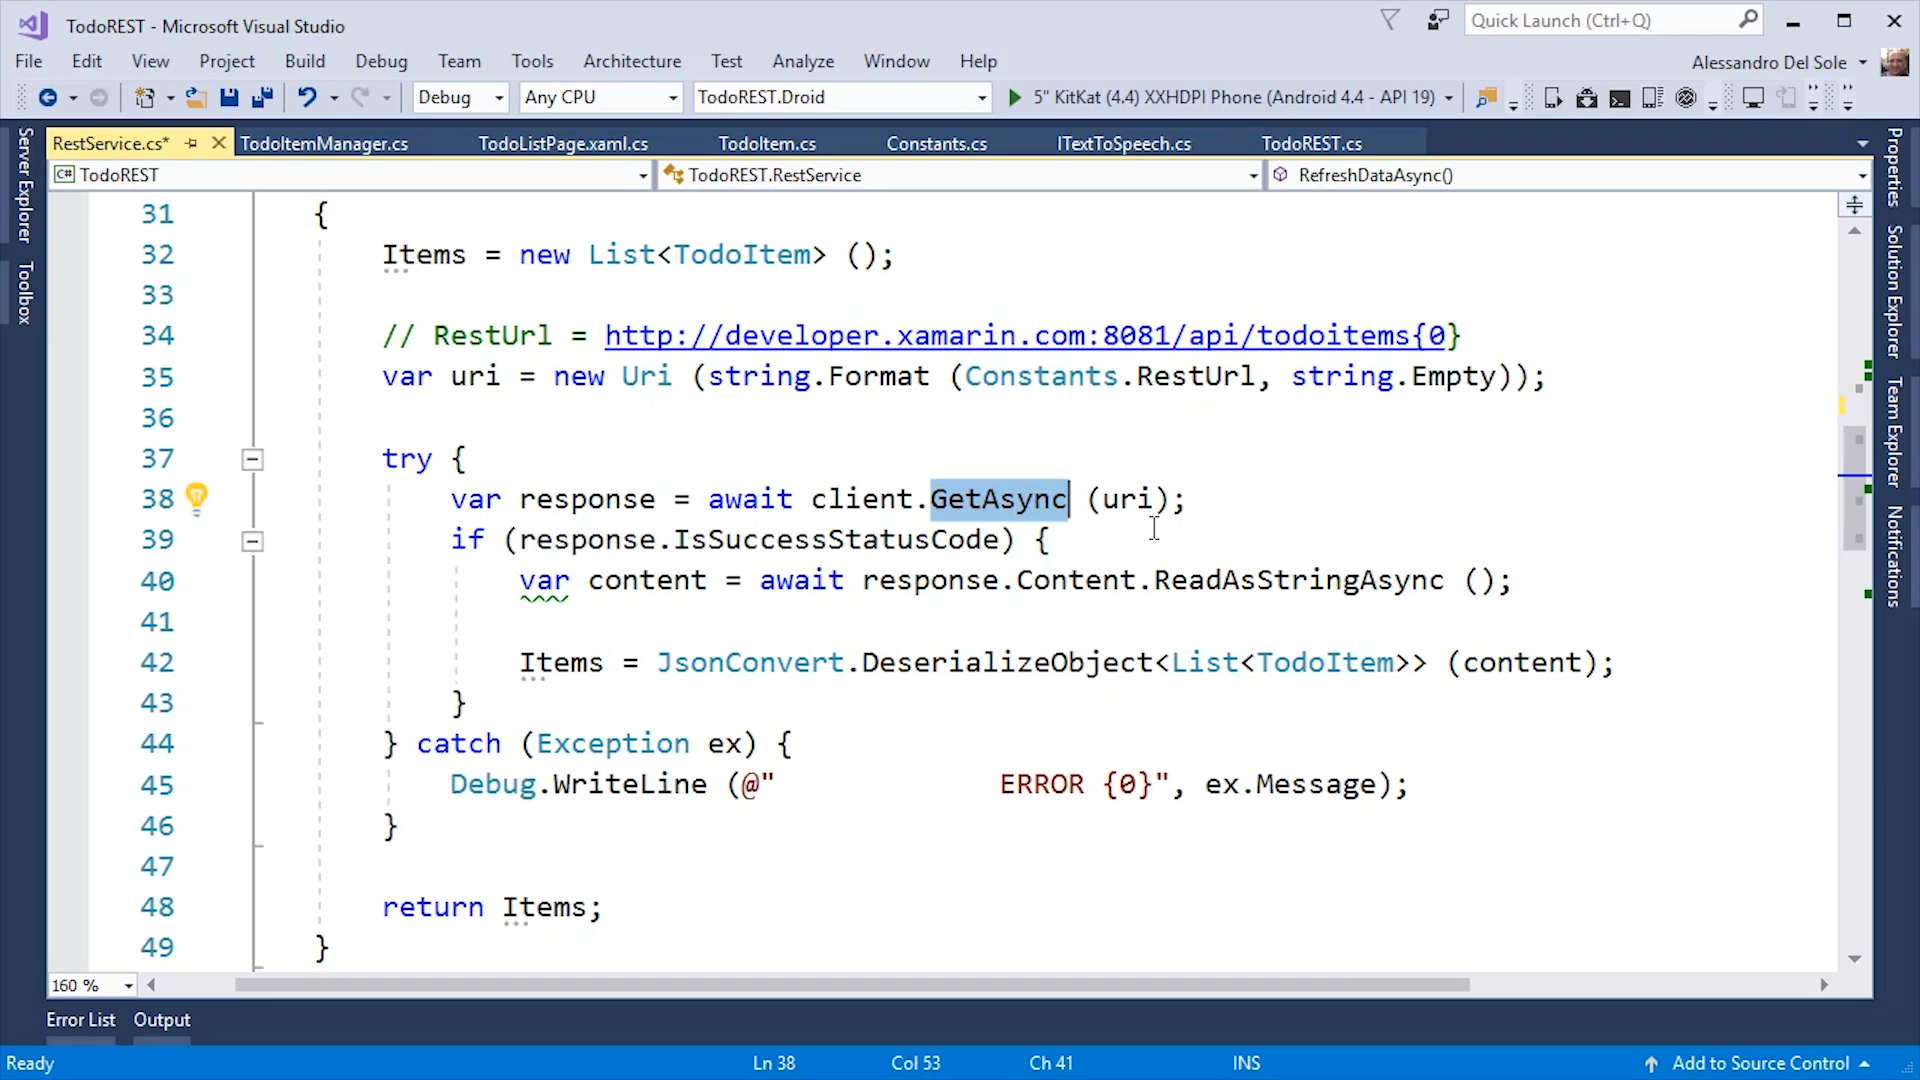 TodoREST - Microsoft Visual Studio
Quick Launch (Ctrl+Q)
File Edit View Project Build Debug Team Tools Architecture Test Analyze Window Help
Alessandro Del Sole
Debug Any CPU TodoREST.Droid 5" KitKat (4.4) XXHDPI Phone (Android 4.4 - API 19)
Server Explorer
Toolbox
RestService.cs* TodoItemManager.cs TodoListPage.xaml.cs TodoItem.cs Constants.cs ITextToSpeech.cs TodoREST.cs
C# TodoREST TodoREST.RestService RefreshDataAsync()
31 {
32 Items = new List<TodoItem> ();
33
34 // RestUrl = http://developer.xamarin.com:8081/api/todoitems{0}
35 var uri = new Uri (string.Format (Constants.RestUrl, string.Empty));
36
37 try {
38 var response = await client.GetAsync (uri);
39 if (response.IsSuccessStatusCode) {
40 var content = await response.Content.ReadAsStringAsync ();
41
42 Items = JsonConvert.DeserializeObject<List<TodoItem>> (content);
43 }
44 } catch (Exception ex) {
45 Debug.WriteLine (@" ERROR {0}", ex.Message);
46 }
47
48 return Items;
49 }
Properties
Solution Explorer
Team Explorer
Notifications
160 %
Error List Output
Ready Ln 38 Col 53 Ch 41 INS Add to Source Control